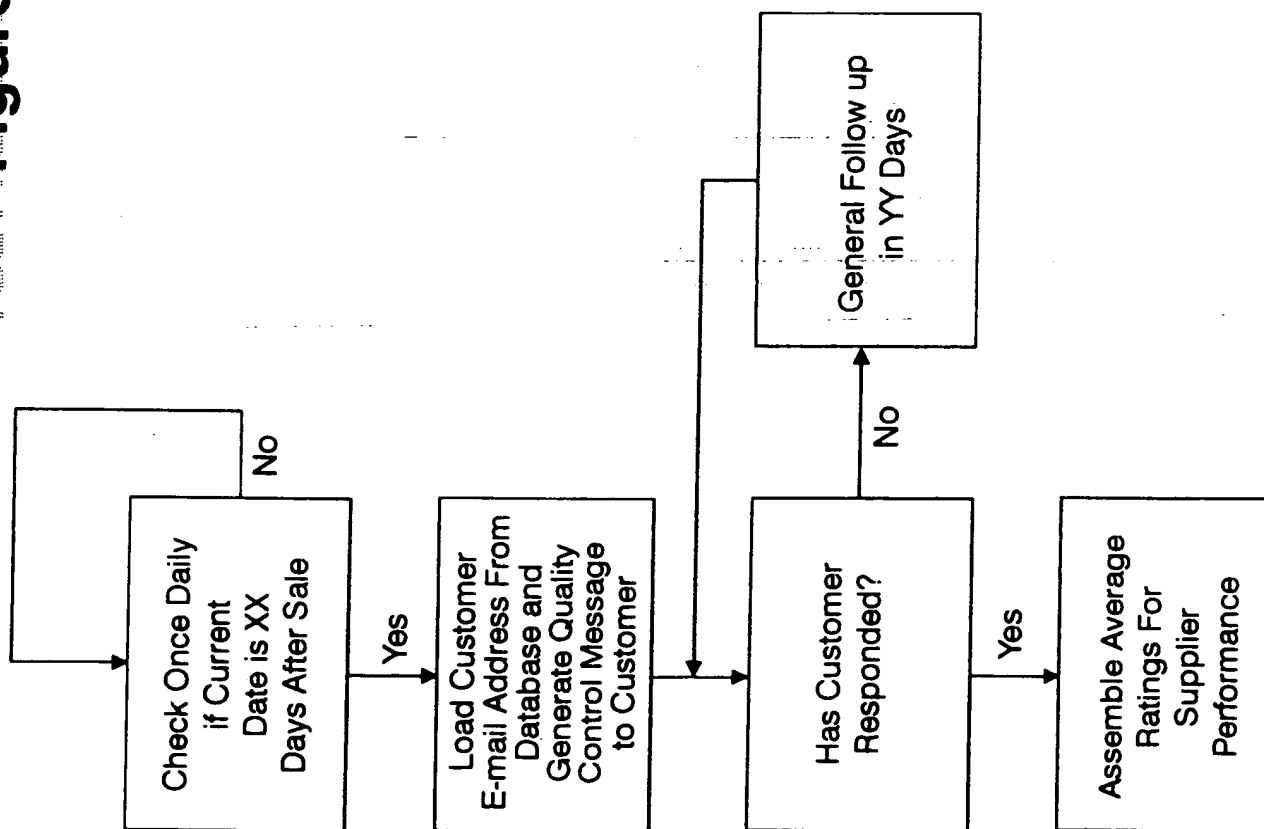 Check Once Daily
if Current
Date is XX
Days After Sale
No
Yes
Load Customer
E-mail Address From
Database and
Generate Quality
Control Message
to Customer
Has Customer
Responded?
No
General Follow up
in YY Days
Yes
Assemble Average
Ratings For
Supplier
Performance